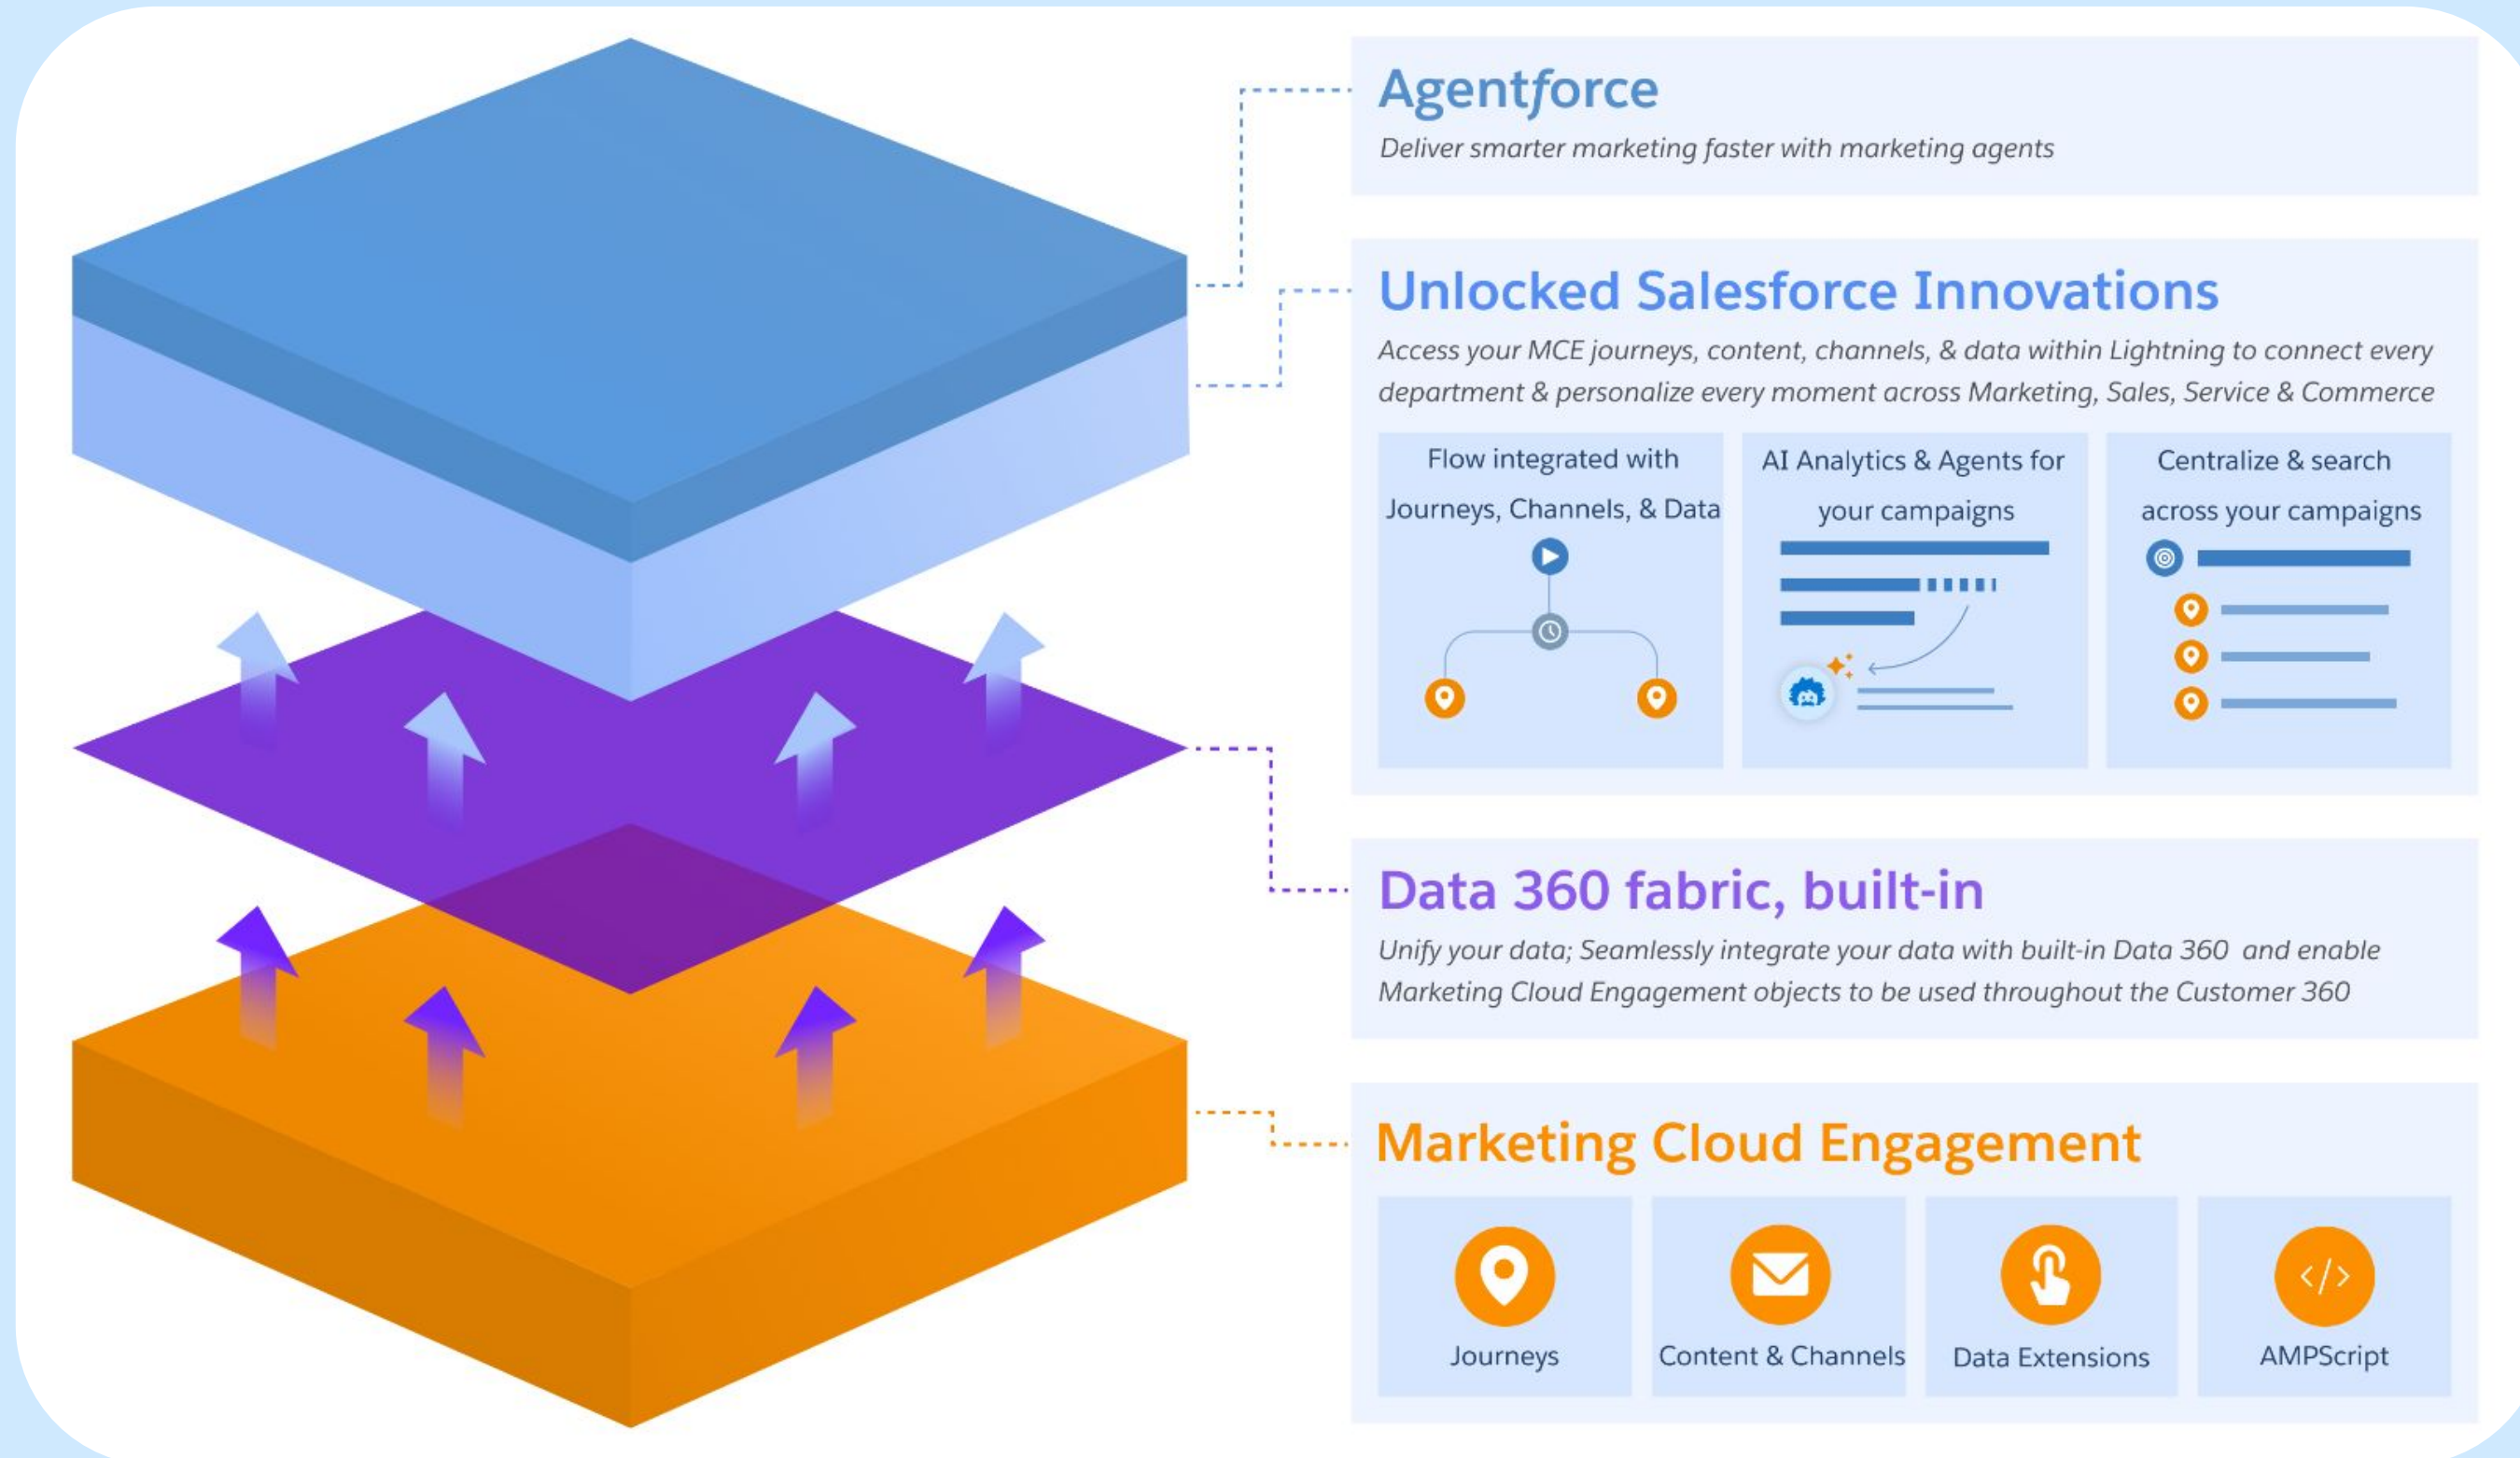 Agentforce
Deliver smarter marketing faster with marketing agents
Unlocked Salesforce Innovations
Access your MCE journeys, content, channels, & data within Lightning to connect every
department & personalize every moment across Marketing, Sales, Service & Commerce
Flow integrated with
Journeys, Channels, & Data
AI Analytics & Agents for
your campaigns
Centralize & search
across your campaigns
Data 360 fabric, built-in
Unify your data; Seamlessly integrate your data with built-in Data 360 and enable
Marketing Cloud Engagement objects to be used throughout the Customer 360
Marketing Cloud Engagement
Journeys
Content & Channels
Data Extensions
</>
AMPScript